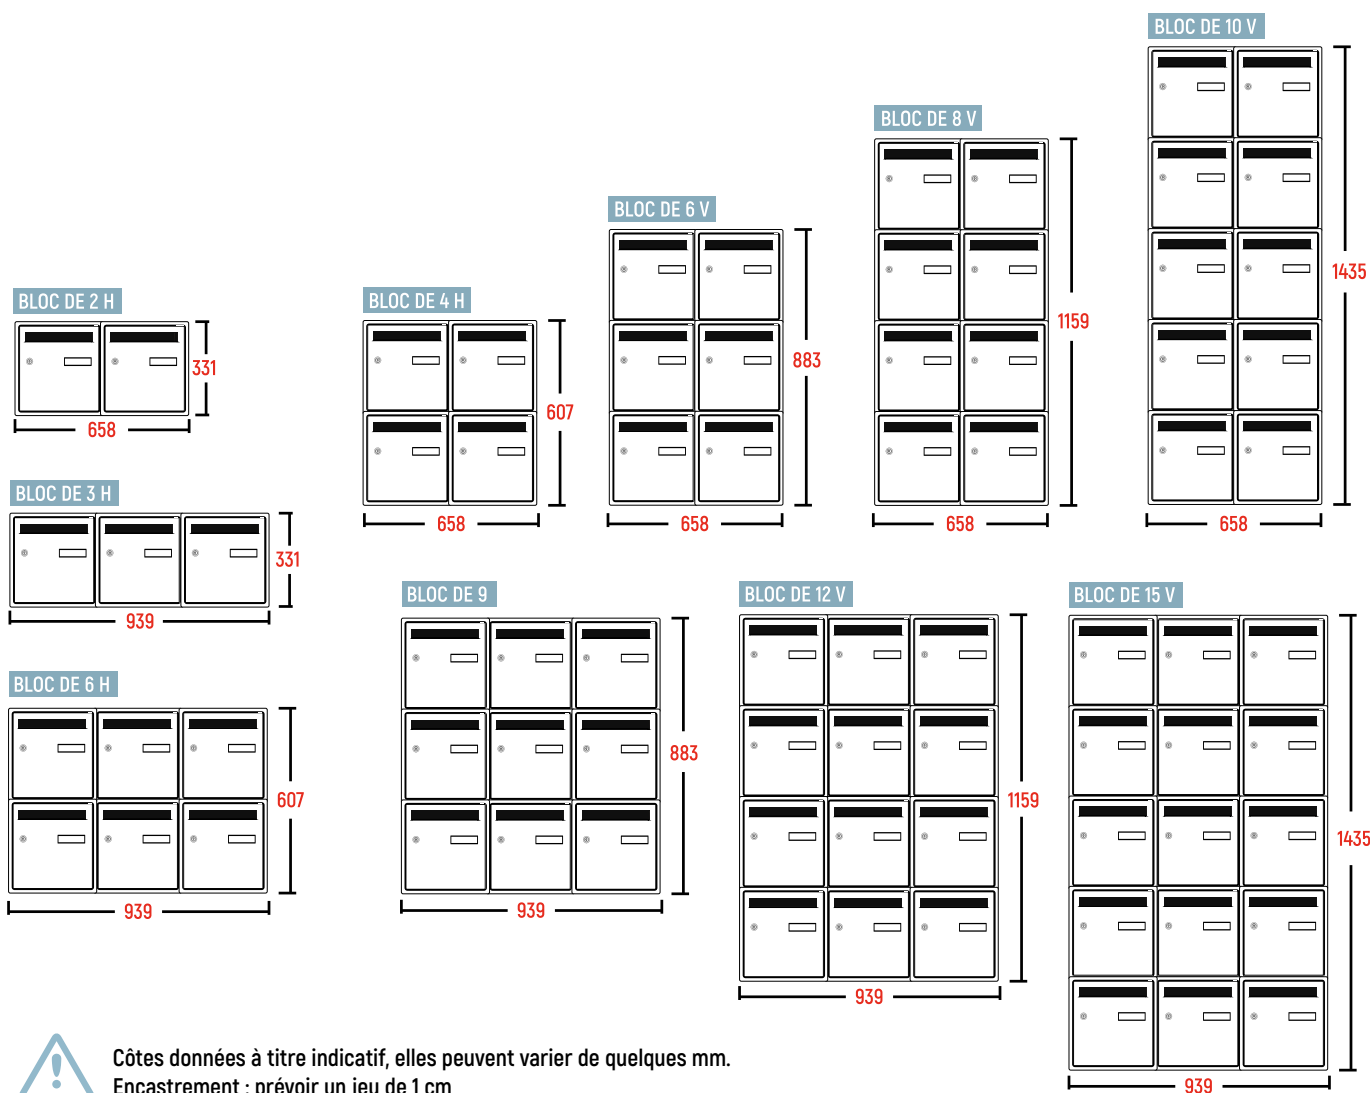 BLOC DE 10 V
1435
658
BLOC DE 8 V
1159
658
BLOC DE 6 V
883
658
BLOC DE 2 H
331
658
BLOC DE 4 H
607
658
BLOC DE 3 H
331
939
BLOC DE 6 H
607
939
BLOC DE 9
883
939
BLOC DE 12 V
1159
939
BLOC DE 15 V
1435
939
Côtes données à titre indicatif, elles peuvent varier de quelques mm.
Encastrement : prévoir un jeu de 1 cm